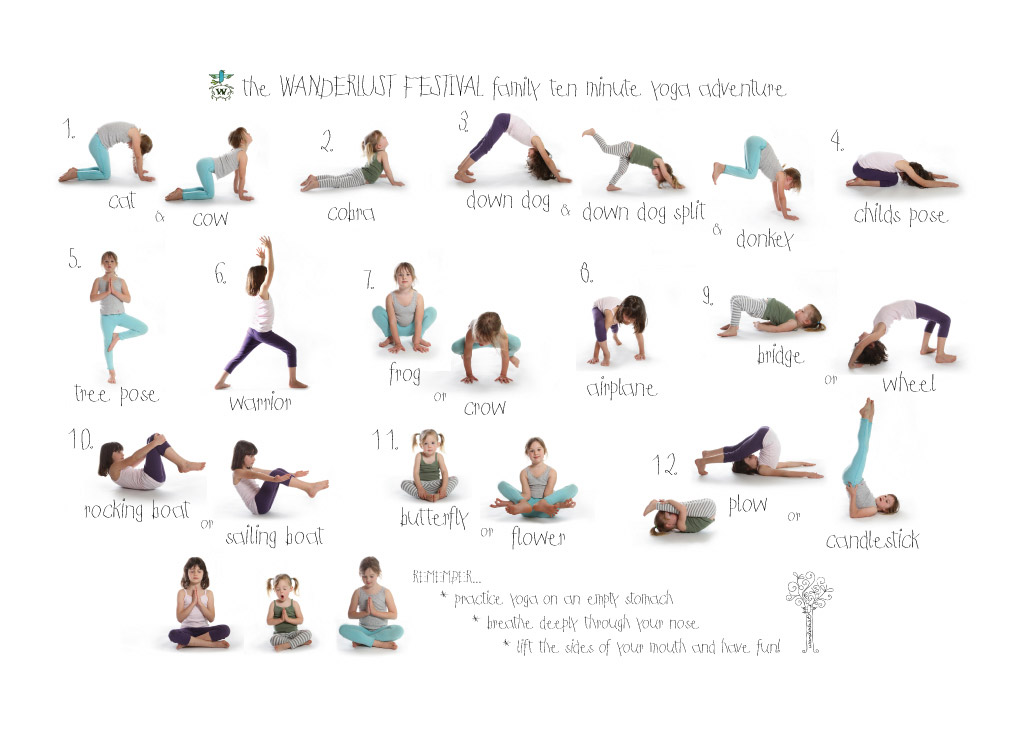 the WANDERLUST FESTIVAL family ten minute yoga adventure
W
1.
cat
&
cow
2.
cobra
3.
down dog
&
down dog split
&
donkey
4.
childs pose
5.
tree pose
6.
warrior
7.
frog
or
crow
8.
airplane
9.
bridge
or
wheel
10.
rocking boat
or
sailing boat
11.
butterfly
or
flower
12.
plow
or
candlestick
REMEMBER...
* practice yoga on an empty stomach
* breathe deeply through your nose
* lift the sides of your mouth and have fun!